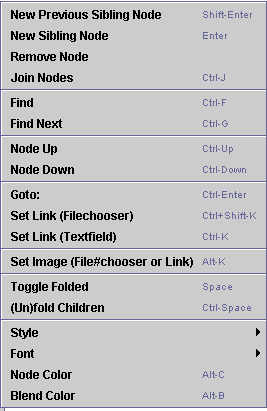 New Previous Sibling Node Shift-Enter
New Sibling Node Enter
Remove Node
Join Nodes Ctrl-J
Find Ctrl-F
Find Next Ctrl-G
Node Up Ctrl-Up
Node Down Ctrl-Down
Goto: Ctrl-Enter
Set Link (Filechooser) Ctrl+Shift-K
Set Link (Textfield) Ctrl-K
Set Image (File#chooser or Link) Alt-K
Toggle Folded Space
(Un)fold Children Ctrl-Space
Style
Font
Node Color Alt-C
Blend Color Alt-B